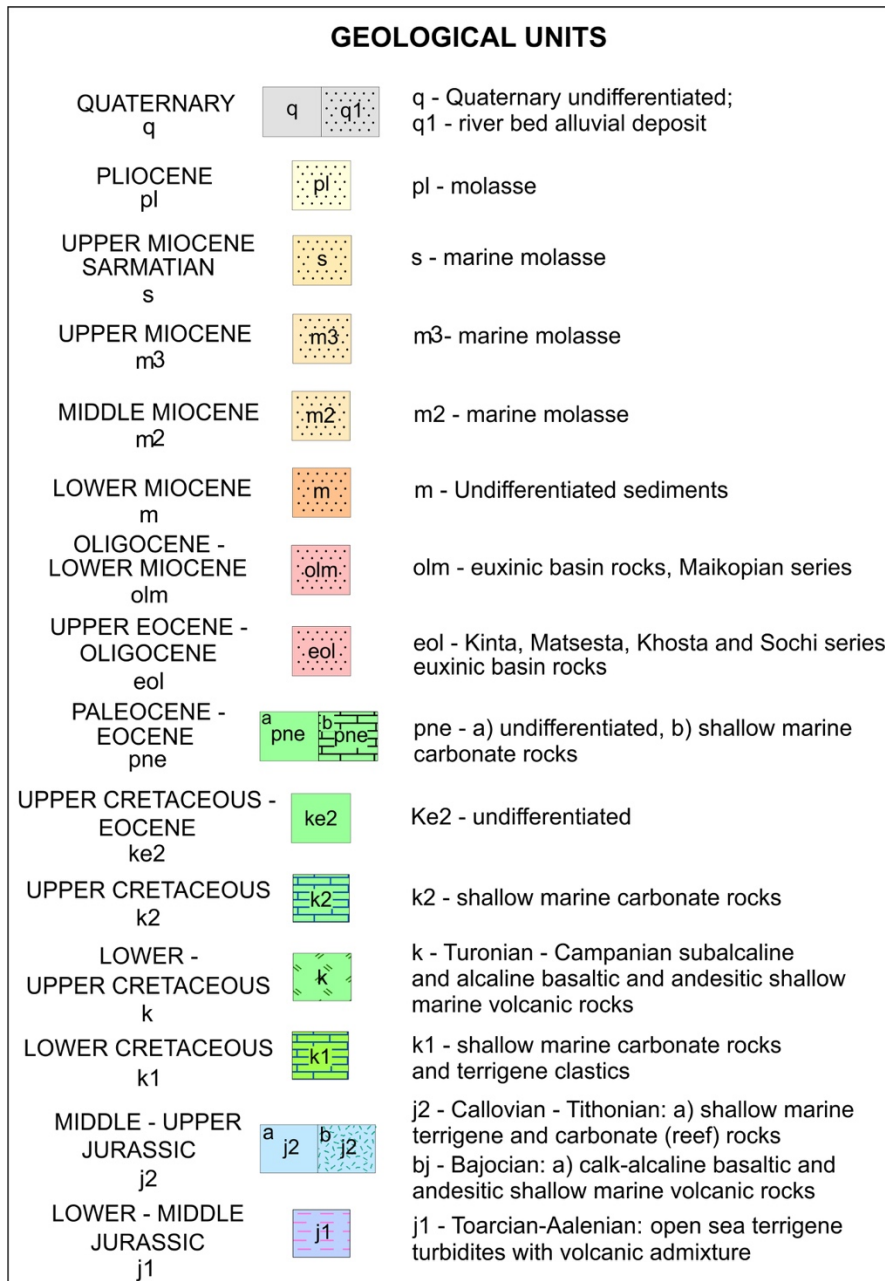 GEOLOGICAL UNITS
QUATERNARY
q
q
q1
q - Quaternary undifferentiated;
q1 - river bed alluvial deposit
PLIOCENE
pl
pl
pl - molasse
UPPER MIOCENE
SARMATIAN
s
s
s - marine molasse
UPPER MIOCENE
m3
m3
m3- marine molasse
MIDDLE MIOCENE
m2
m2
m2 - marine molasse
LOWER MIOCENE
m
m
m - Undifferentiated sediments
OLIGOCENE -
LOWER MIOCENE
olm
olm
olm - euxinic basin rocks, Maikopian series
UPPER EOCENE -
OLIGOCENE
eol
eol
eol - Kinta, Matsesta, Khosta and Sochi series
euxinic basin rocks
PALEOCENE -
EOCENE
pne
a
pne
b
pne
pne - a) undifferentiated, b) shallow marine
carbonate rocks
UPPER CRETACEOUS -
EOCENE
ke2
ke2
Ke2 - undifferentiated
UPPER CRETACEOUS
k2
k2
k2 - shallow marine carbonate rocks
LOWER -
UPPER CRETACEOUS
k
k
k - Turonian - Campanian subalcaline
and alcaline basaltic and andesitic shallow
marine volcanic rocks
LOWER CRETACEOUS
k1
k1
k1 - shallow marine carbonate rocks
and terrigene clastics
MIDDLE - UPPER
JURASSIC
j2
a
j2
b
j2
j2 - Callovian - Tithonian: a) shallow marine
terrigene and carbonate (reef) rocks
bj - Bajocian: a) calk-alcaline basaltic and
andesitic shallow marine volcanic rocks
LOWER - MIDDLE
JURASSIC
j1
j1
j1 - Toarcian-Aalenian: open sea terrigene
turbidites with volcanic admixture